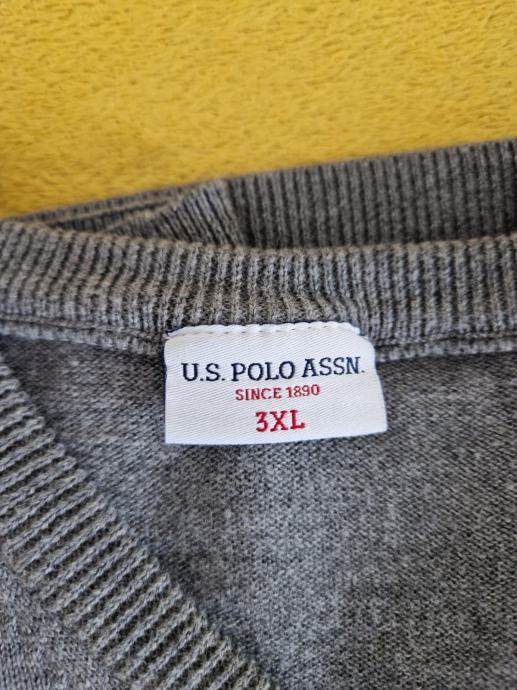 U.S. POLO ASSN.
SINCE 1890
3XL